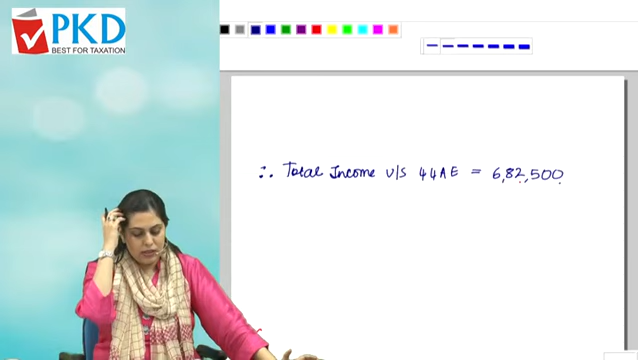 PKD
BEST FOR TAXATION
∴ Total Income U/S 44AE = 6,82,500